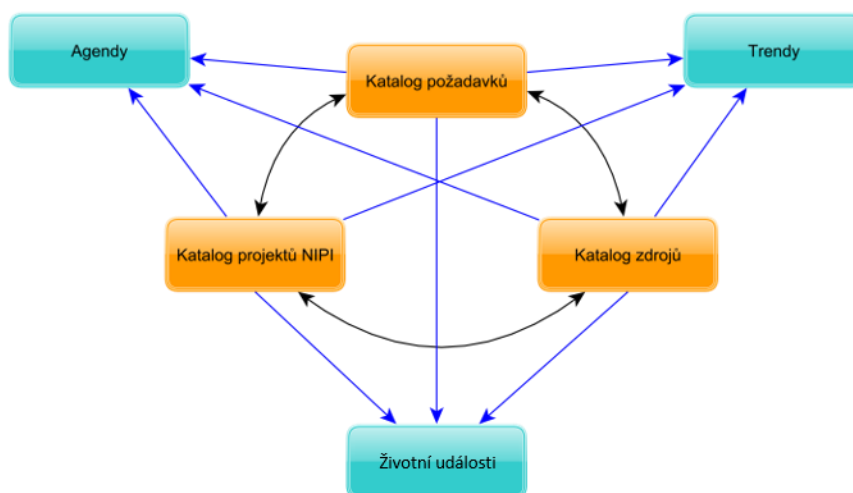 Agendy
Katalog požadavků
Trendy
Katalog projektů NIPI
Katalog zdrojů
Životní události